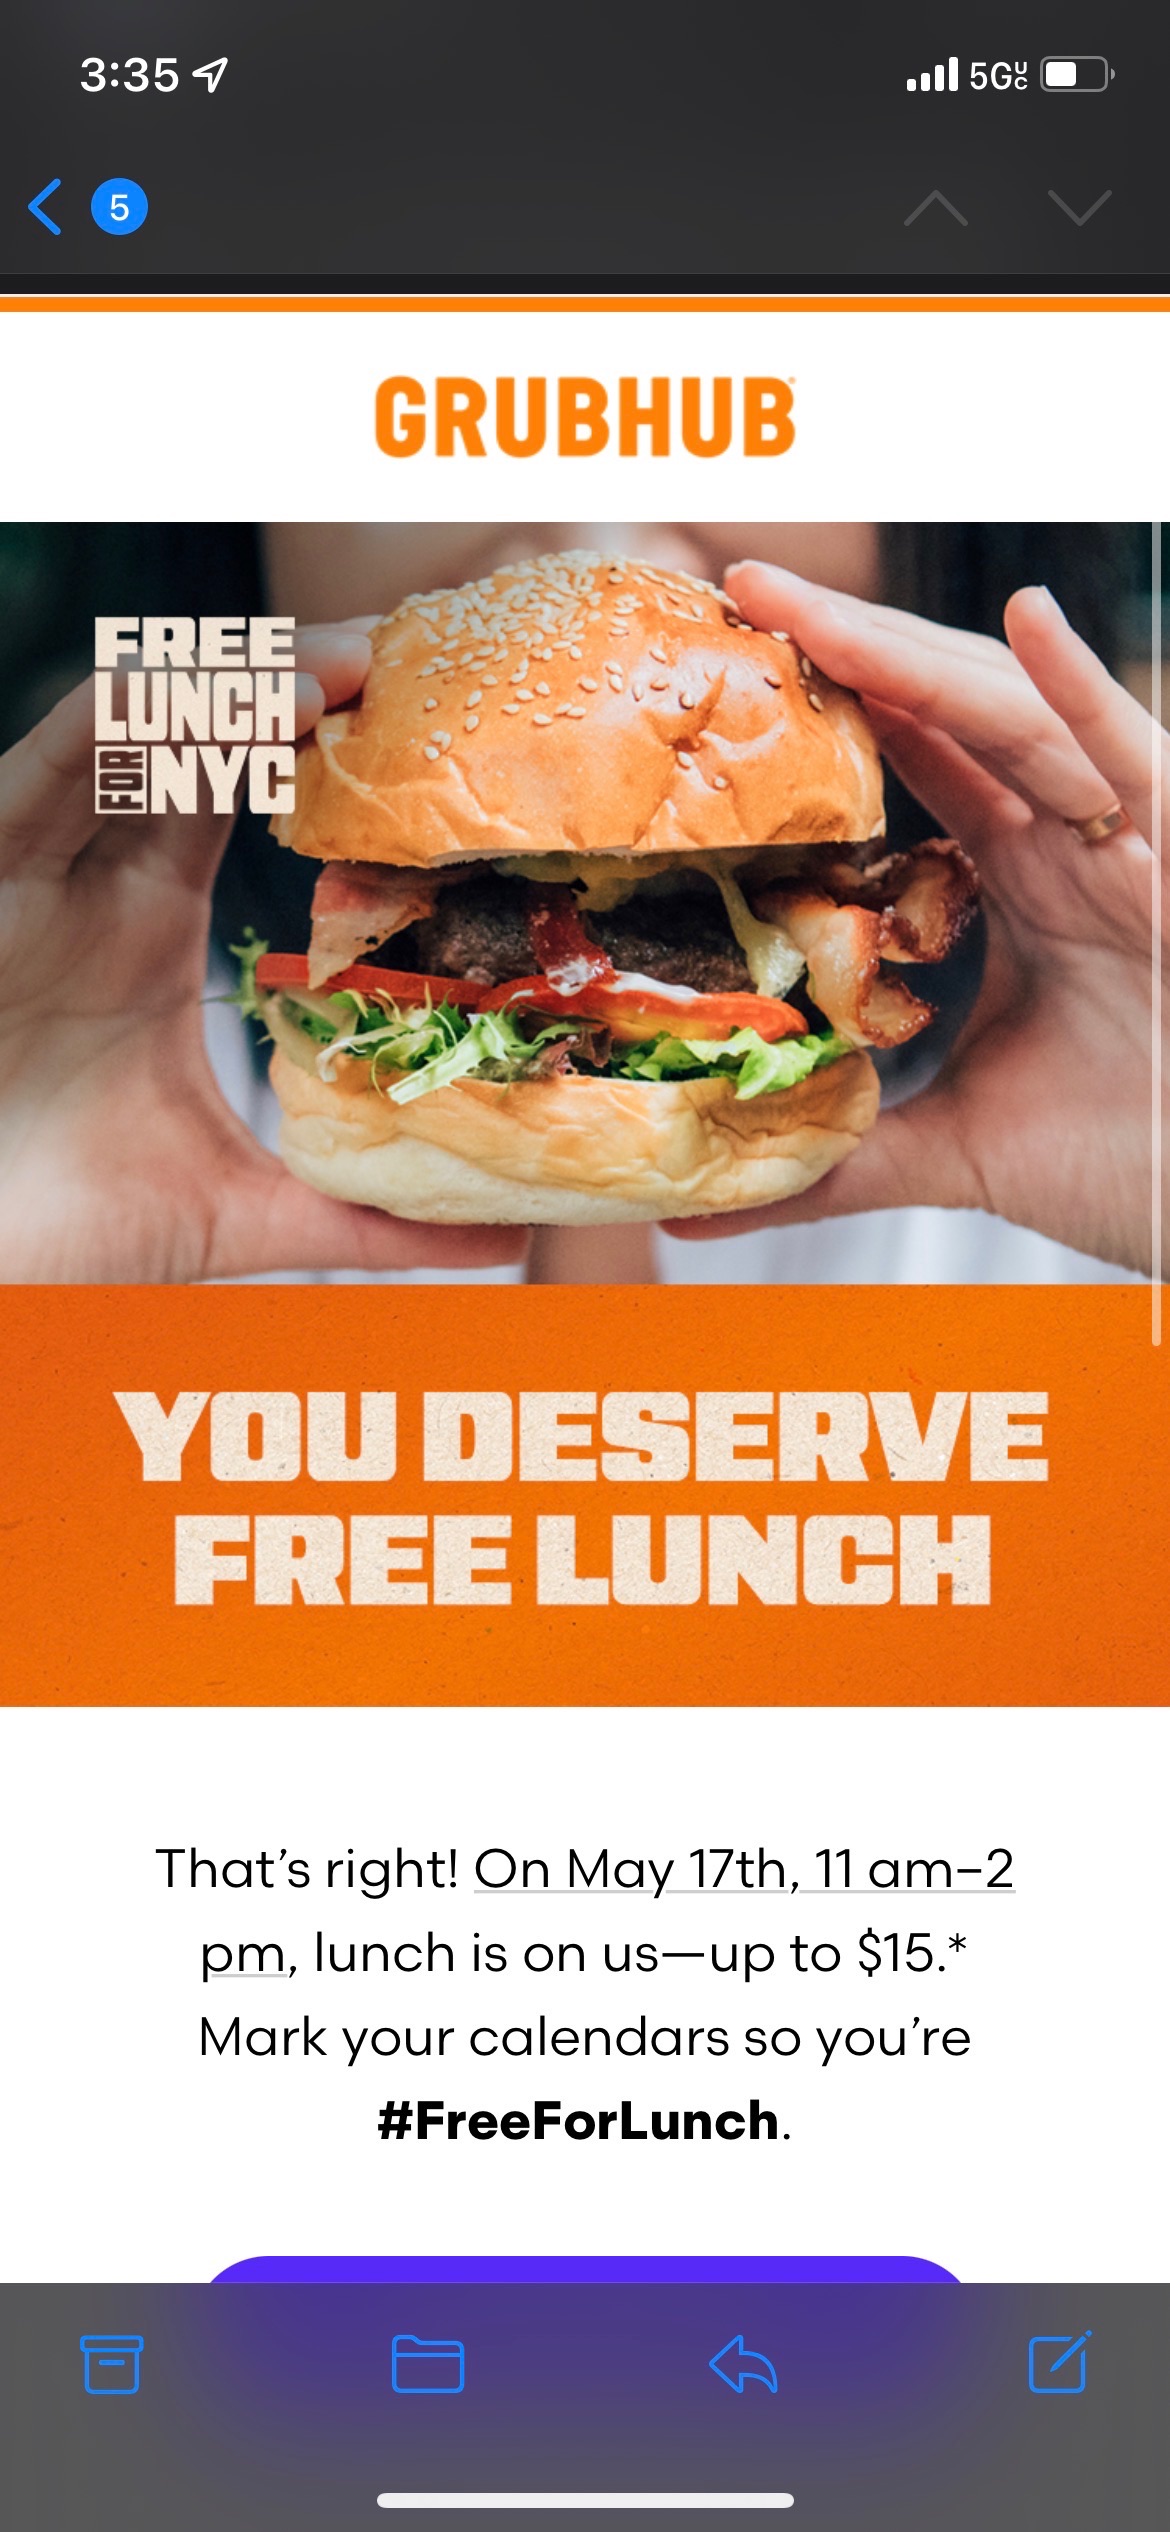 3:35 5GUC
5
GRUBHUB
FREE
LUNCH
FOR NYC
YOU DESERVE
FREE LUNCH
That’s right! On May 17th, 11 am–2
pm, lunch is on us—up to $15.*
Mark your calendars so you’re
#FreeForLunch.